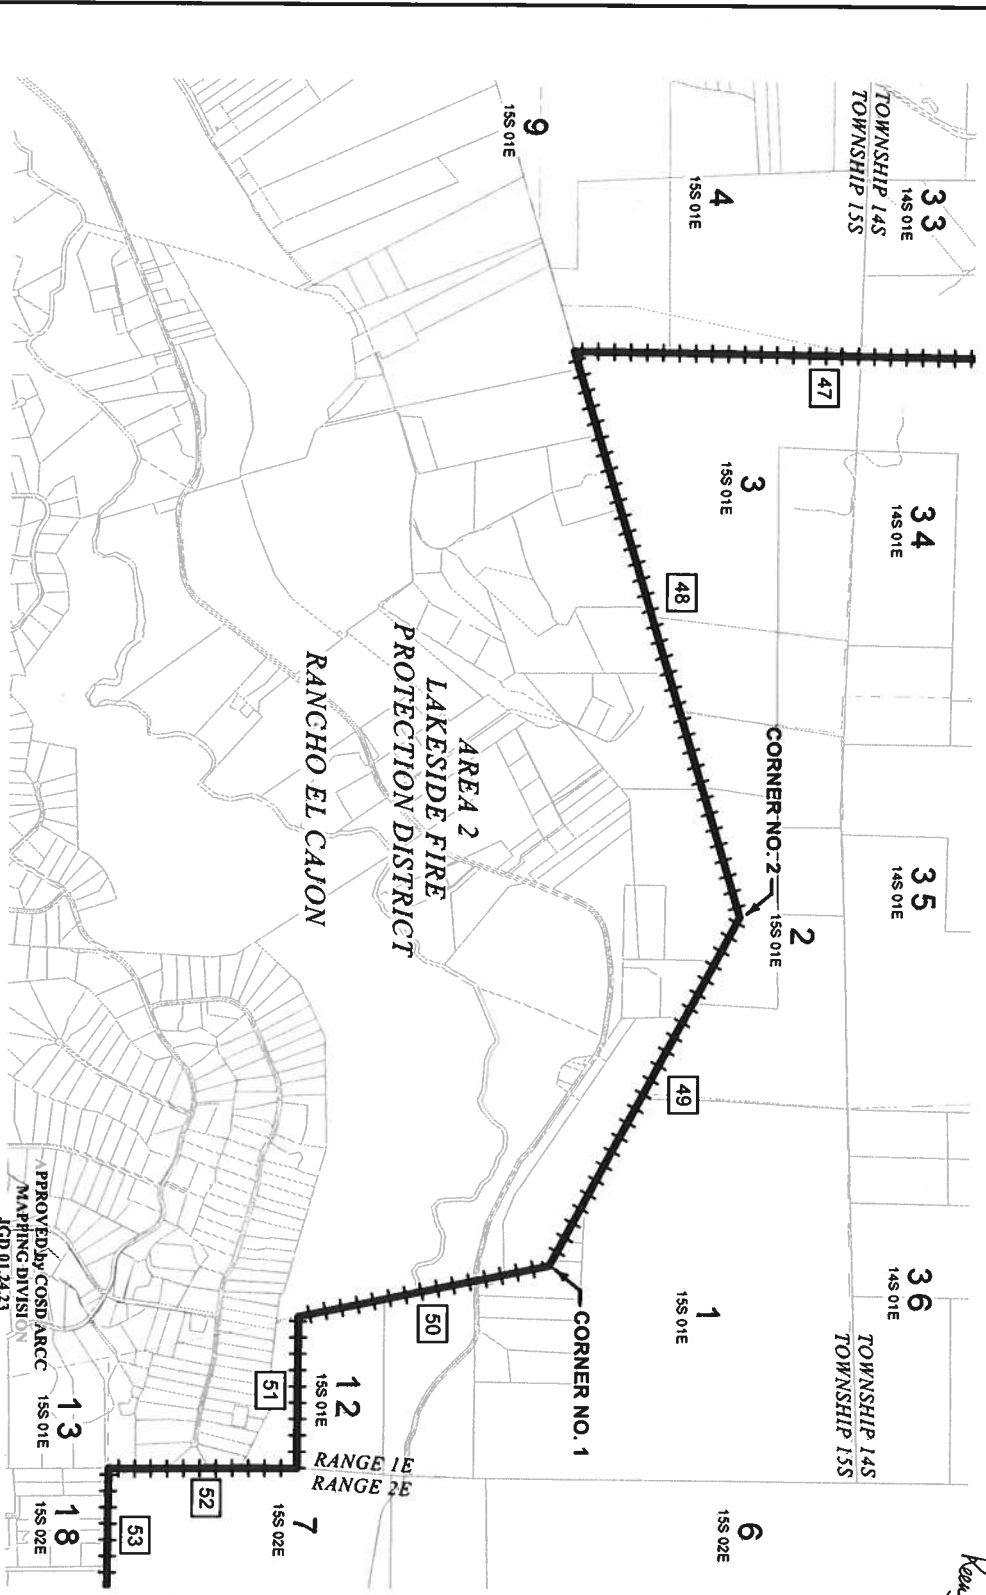 TOWNSHIP 14S
TOWNSHIP 15S
33
14S 01E
34
14S 01E
35
14S 01E
36
14S 01E
TOWNSHIP 14S
TOWNSHIP 15S
4
15S 01E
47
3
15S 01E
CORNER NO. 2
2
15S 01E
1
15S 01E
6
15S 02E
9
15S 01E
48
49
CORNER NO. 1
AREA 2
LAKESIDE FIRE
PROTECTION DISTRICT
RANCHO EL CAJON
50
12
15S 01E
51
RANGE 1E
RANGE 2E
7
15S 02E
52
13
15S 01E
18
15S 02E
53
APPROVED by COSD ARCC
MAPPING DIVISION
JGD 01.24.23